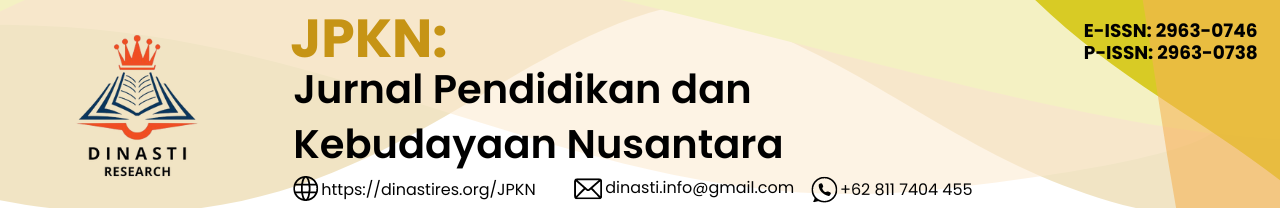 JPKN:
Jurnal Pendidikan dan
Kebudayaan Nusantara
E-ISSN: 2963-0746
P-ISSN: 2963-0738
DINASTI
RESEARCH
https://dinastires.org/JPKN dinasti.info@gmail.com +62 811 7404 455